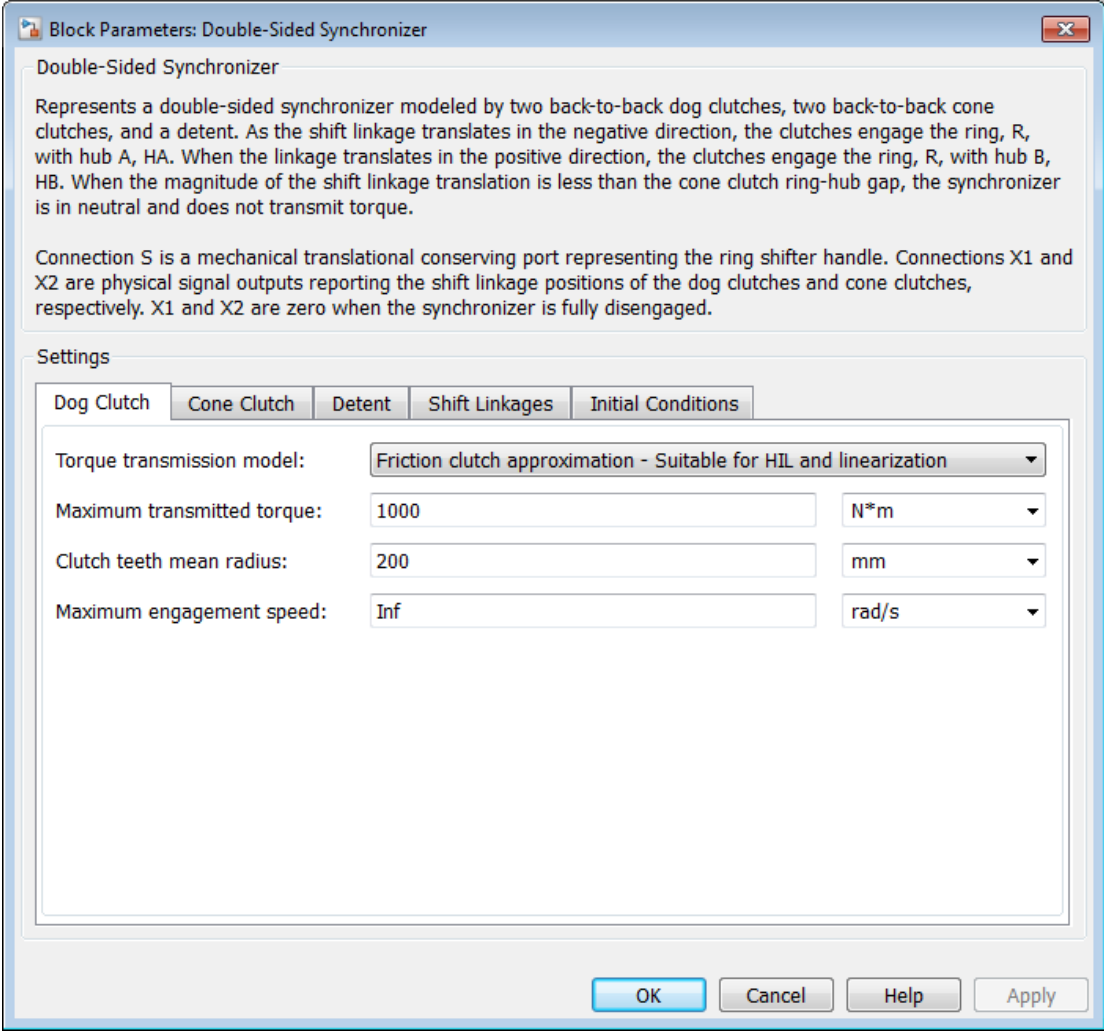 Block Parameters: Double-Sided Synchronizer
Double-Sided Synchronizer
Represents a double-sided synchronizer modeled by two back-to-back dog clutches, two back-to-back cone
clutches, and a detent. As the shift linkage translates in the negative direction, the clutches engage the ring, R,
with hub A, HA. When the linkage translates in the positive direction, the clutches engage the ring, R, with hub B,
HB. When the magnitude of the shift linkage translation is less than the cone clutch ring-hub gap, the synchronizer
is in neutral and does not transmit torque.
Connection S is a mechanical translational conserving port representing the ring shifter handle. Connections X1 and
X2 are physical signal outputs reporting the shift linkage positions of the dog clutches and cone clutches,
respectively. X1 and X2 are zero when the synchronizer is fully disengaged.
Settings
Dog Clutch Cone Clutch Detent Shift Linkages Initial Conditions
Torque transmission model: Friction clutch approximation - Suitable for HIL and linearization
Maximum transmitted torque: 1000 N*m
Clutch teeth mean radius: 200 mm
Maximum engagement speed: Inf rad/s
OK Cancel Help Apply